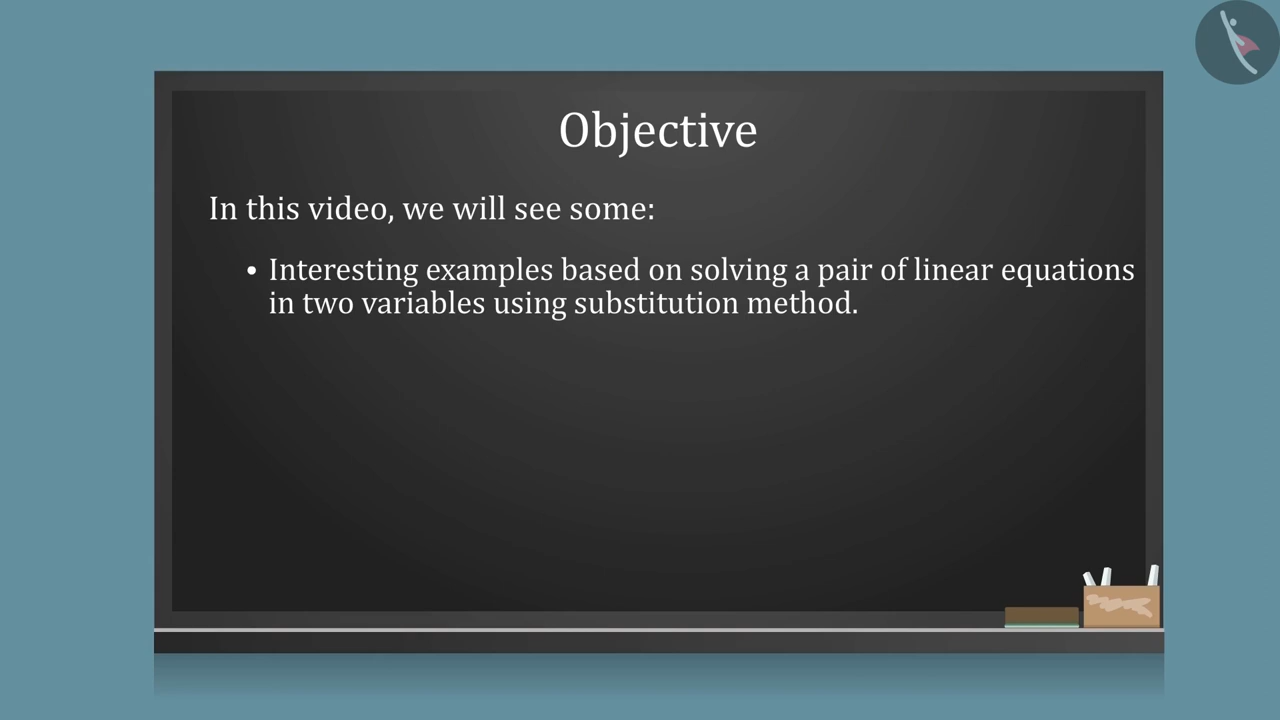 Objective
In this video, we will see some:
• Interesting examples based on solving a pair of linear equations
in two variables using substitution method.